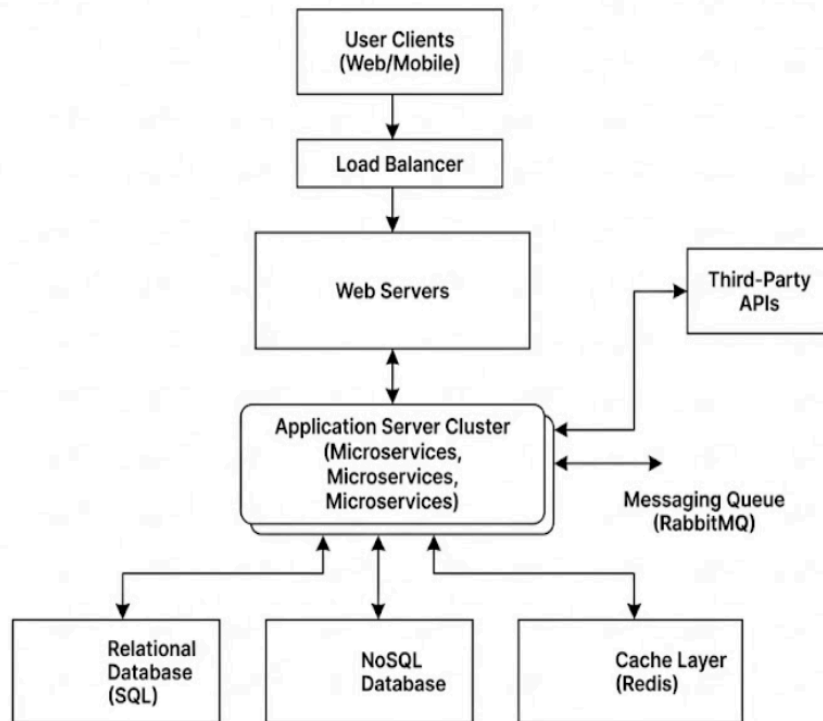 User Clients
(Web/Mobile)
Load Balancer
Web Servers
Third-Party
APIs
Application Server Cluster
(Microservices,
Microservices,
Microservices)
Messaging Queue
(RabbitMQ)
Relational
Database
(SQL)
NoSQL
Database
Cache Layer
(Redis)